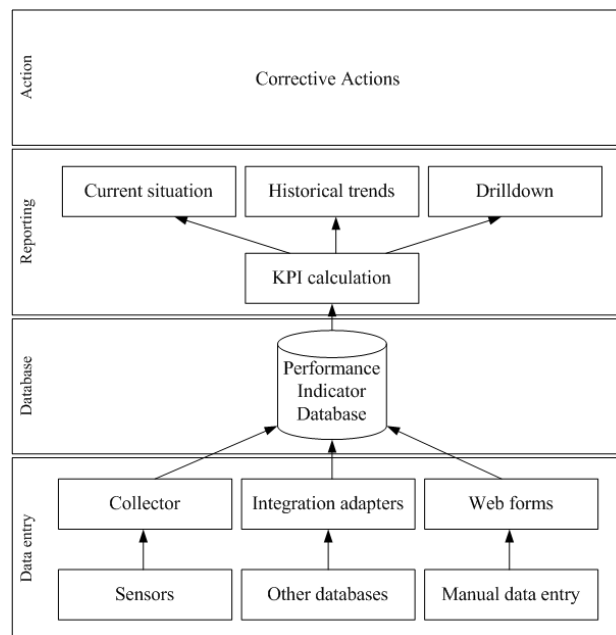 Action
Corrective Actions
Reporting
Current situation
Historical trends
Drilldown
KPI calculation
Database
Performance
Indicator
Database
Data entry
Collector
Integration adapters
Web forms
Sensors
Other databases
Manual data entry